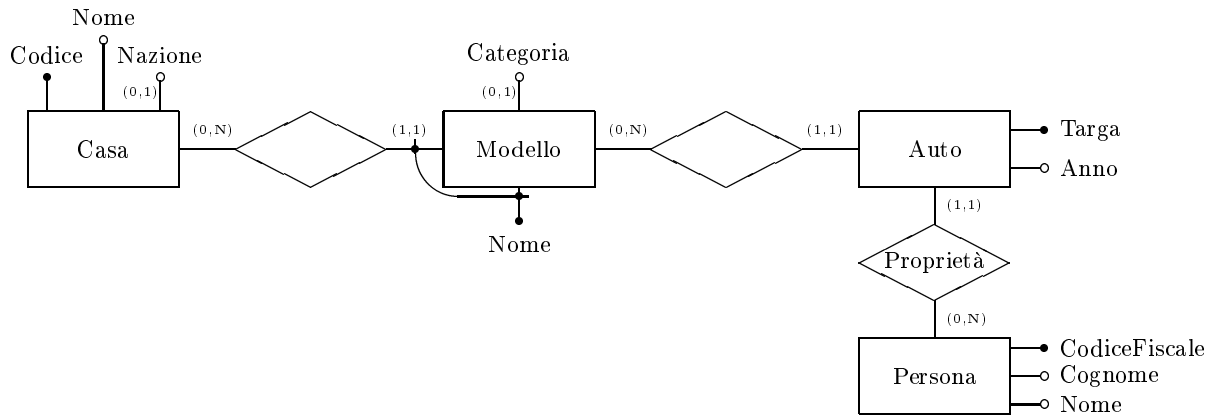 Nome
Codice
Nazione
Categoria
(0,1)
(0,1)
(0,N)
(1,1)
(0,N)
(1,1)
Casa
Modello
Auto
Targa
Anno
Nome
(1,1)
Proprietà
(0,N)
Persona
CodiceFiscale
Cognome
Nome